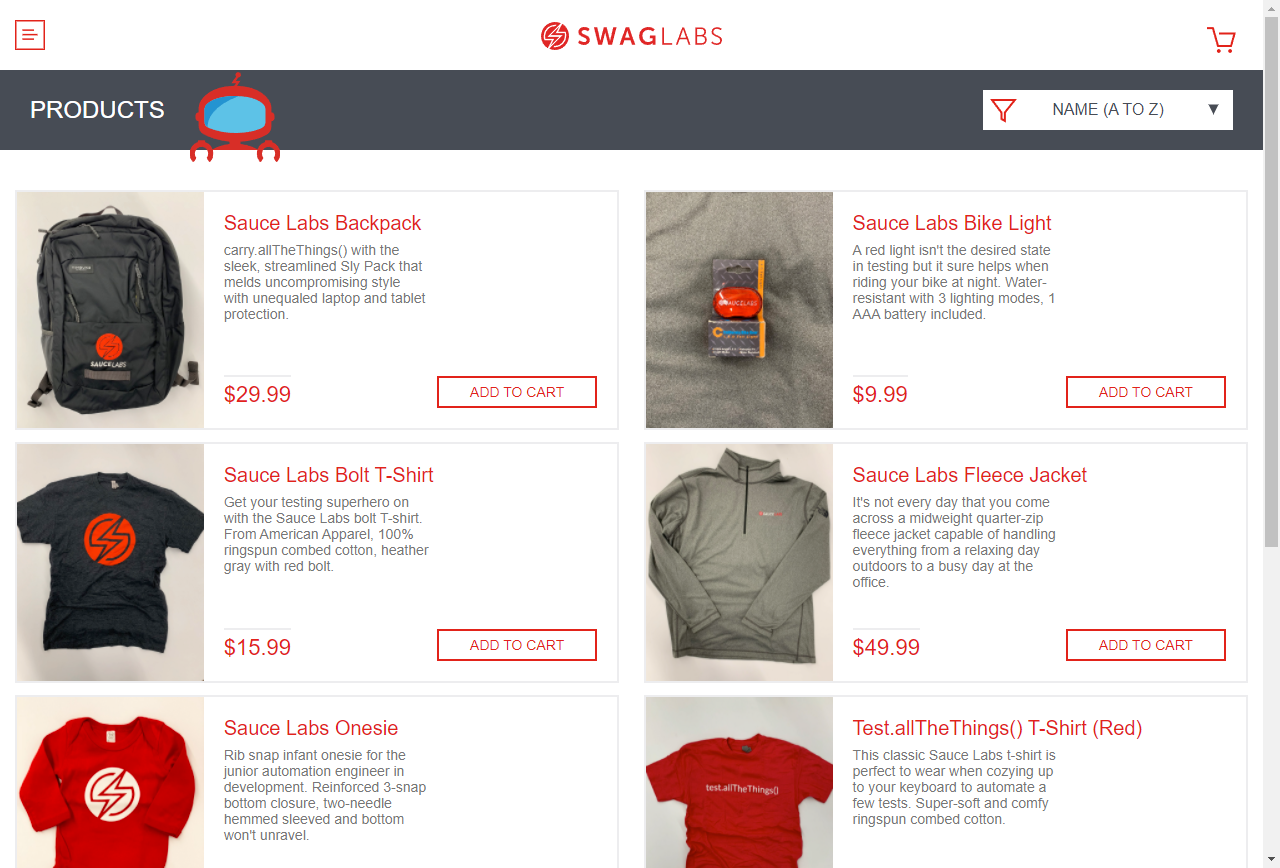 SWAGLABS
PRODUCTS
NAME (A TO Z)
Sauce Labs Backpack
carry.allTheThings() with the
sleek, streamlined Sly Pack that
melds uncompromising style
with unequaled laptop and tablet
protection.
SAUCELABS
$29.99
ADD TO CART
Sauce Labs Bike Light
A red light isn't the desired state
in testing but it sure helps when
riding your bike at night. Water-
resistant with 3 lighting modes, 1
AAA battery included.
SAUCELABS
$9.99
ADD TO CART
Sauce Labs Bolt T-Shirt
Get your testing superhero on
with the Sauce Labs bolt T-shirt.
From American Apparel, 100%
ringspun combed cotton, heather
gray with red bolt.
$15.99
ADD TO CART
Sauce Labs Fleece Jacket
It's not every day that you come
across a midweight quarter-zip
fleece jacket capable of handling
everything from a relaxing day
outdoors to a busy day at the
office.
$49.99
ADD TO CART
Sauce Labs Onesie
Rib snap infant onesie for the
junior automation engineer in
development. Reinforced 3-snap
bottom closure, two-needle
hemmed sleeved and bottom
won't unravel.
Test.allTheThings() T-Shirt (Red)
This classic Sauce Labs t-shirt is
perfect to wear when cozying up
to your keyboard to automate a
few tests. Super-soft and comfy
ringspun combed cotton.
test.allTheThings()